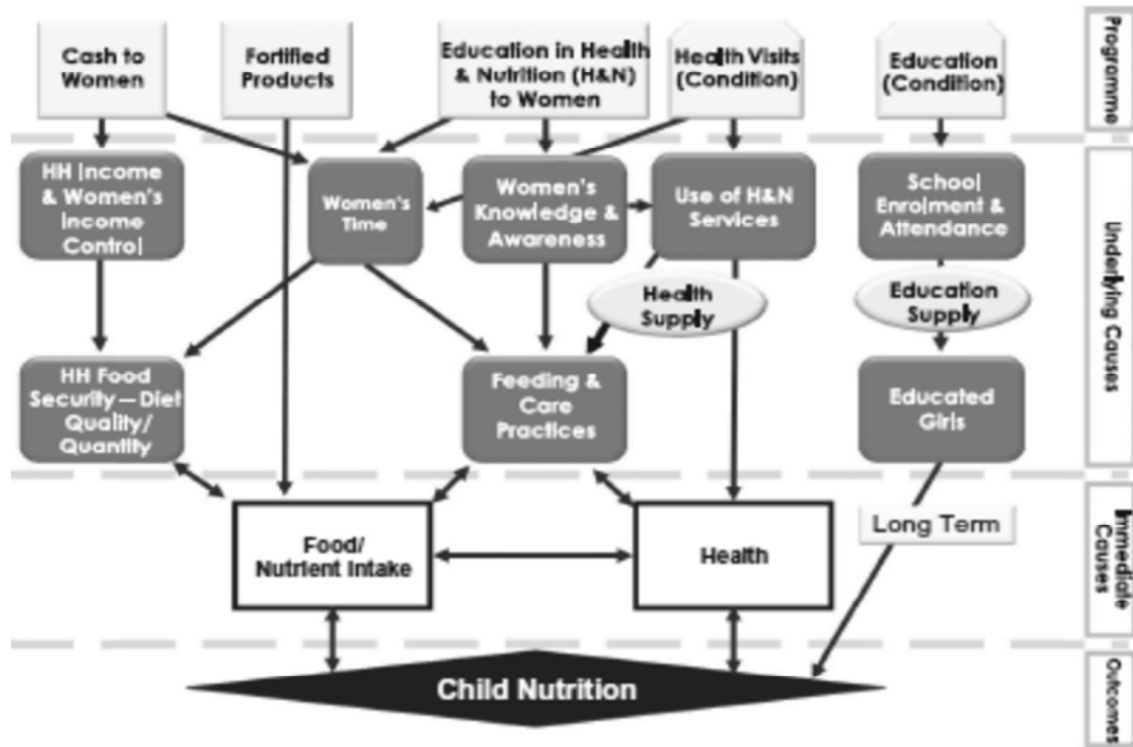 Cash to
Women
Fortified
Products
Education in Health
& Nutrition (H&N)
to Women
Health Visits
(Condition)
Education
(Condition)
Programme
HH Income
& Women's
Income
Control
Women's
Time
Women's
Knowledge &
Awareness
Use of H&N
Services
School
Enrolment &
Attendance
Health
Supply
Education
Supply
Underlying Causes
HH Food
Security—Diet
Quality/
Quantity
Feeding &
Care
Practices
Educated
Girls
Food/
Nutrient Intake
Health
Long Term
Immediate
Causes
Child Nutrition
Outcomes